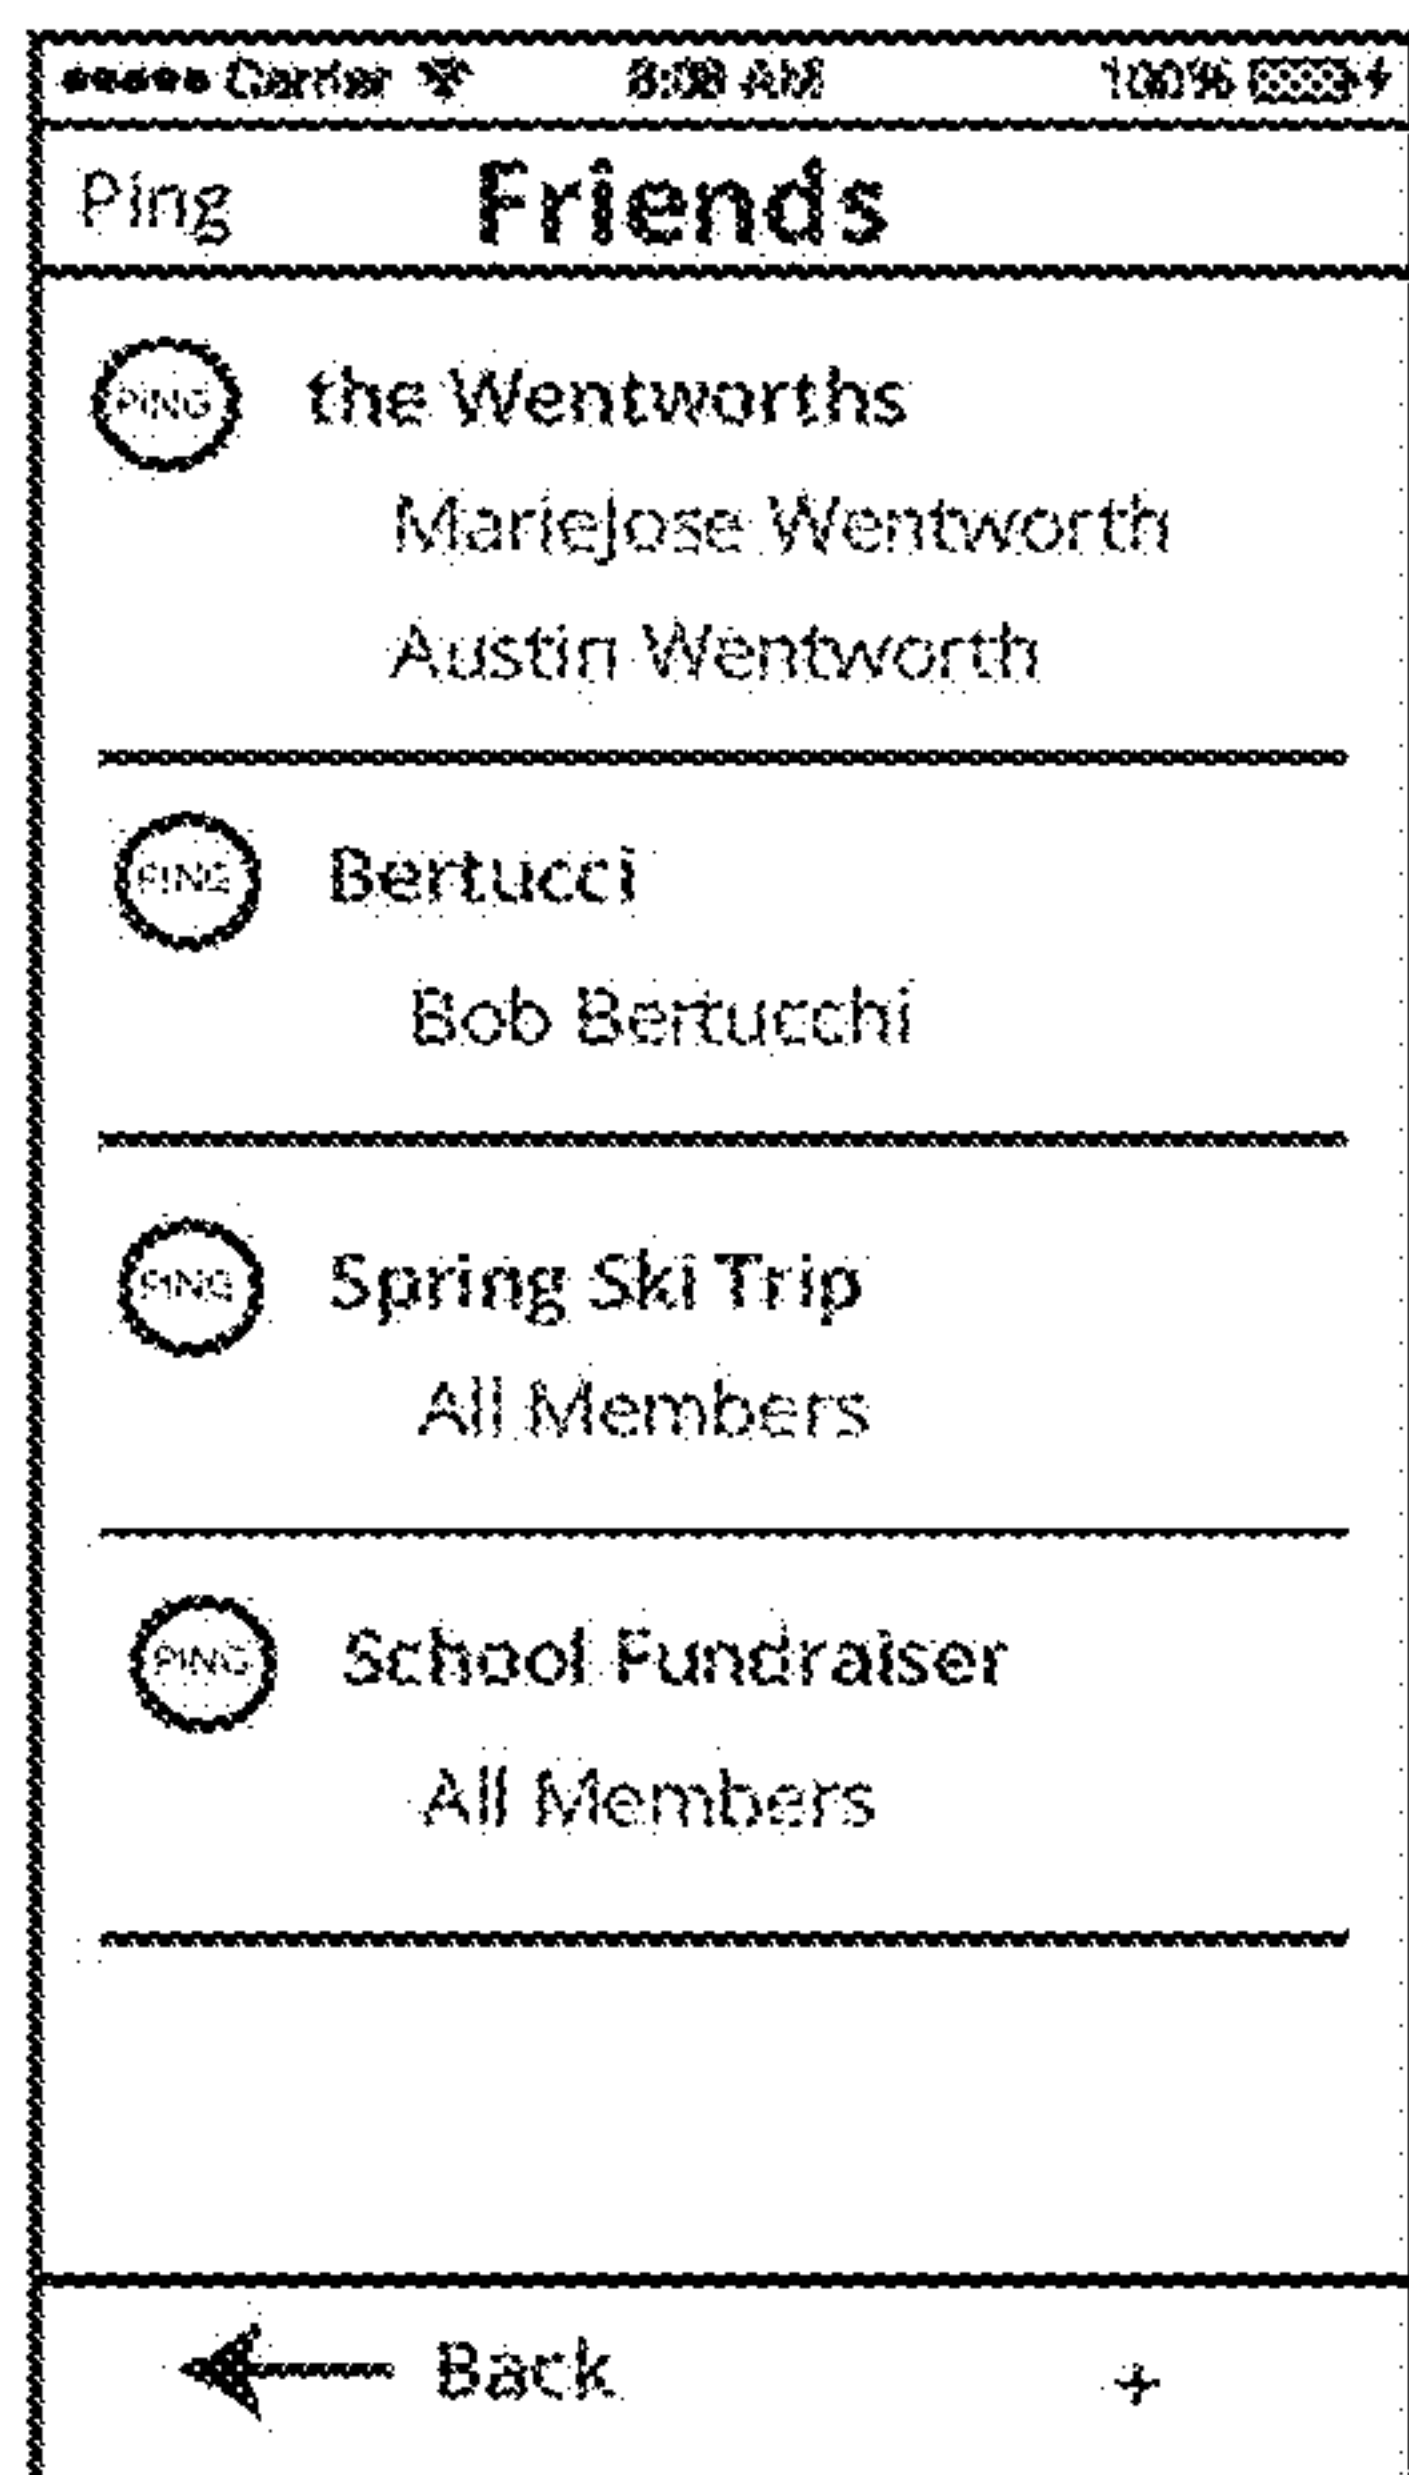 Carrier 8:08 AM 100%
Ping Friends
PING the Wentworths
MarieJose Wentworth
Austin Wentworth
PING Bertucci
Bob Bertucchi
PING Spring Ski Trip
All Members
PING School Fundraiser
All Members
Back +